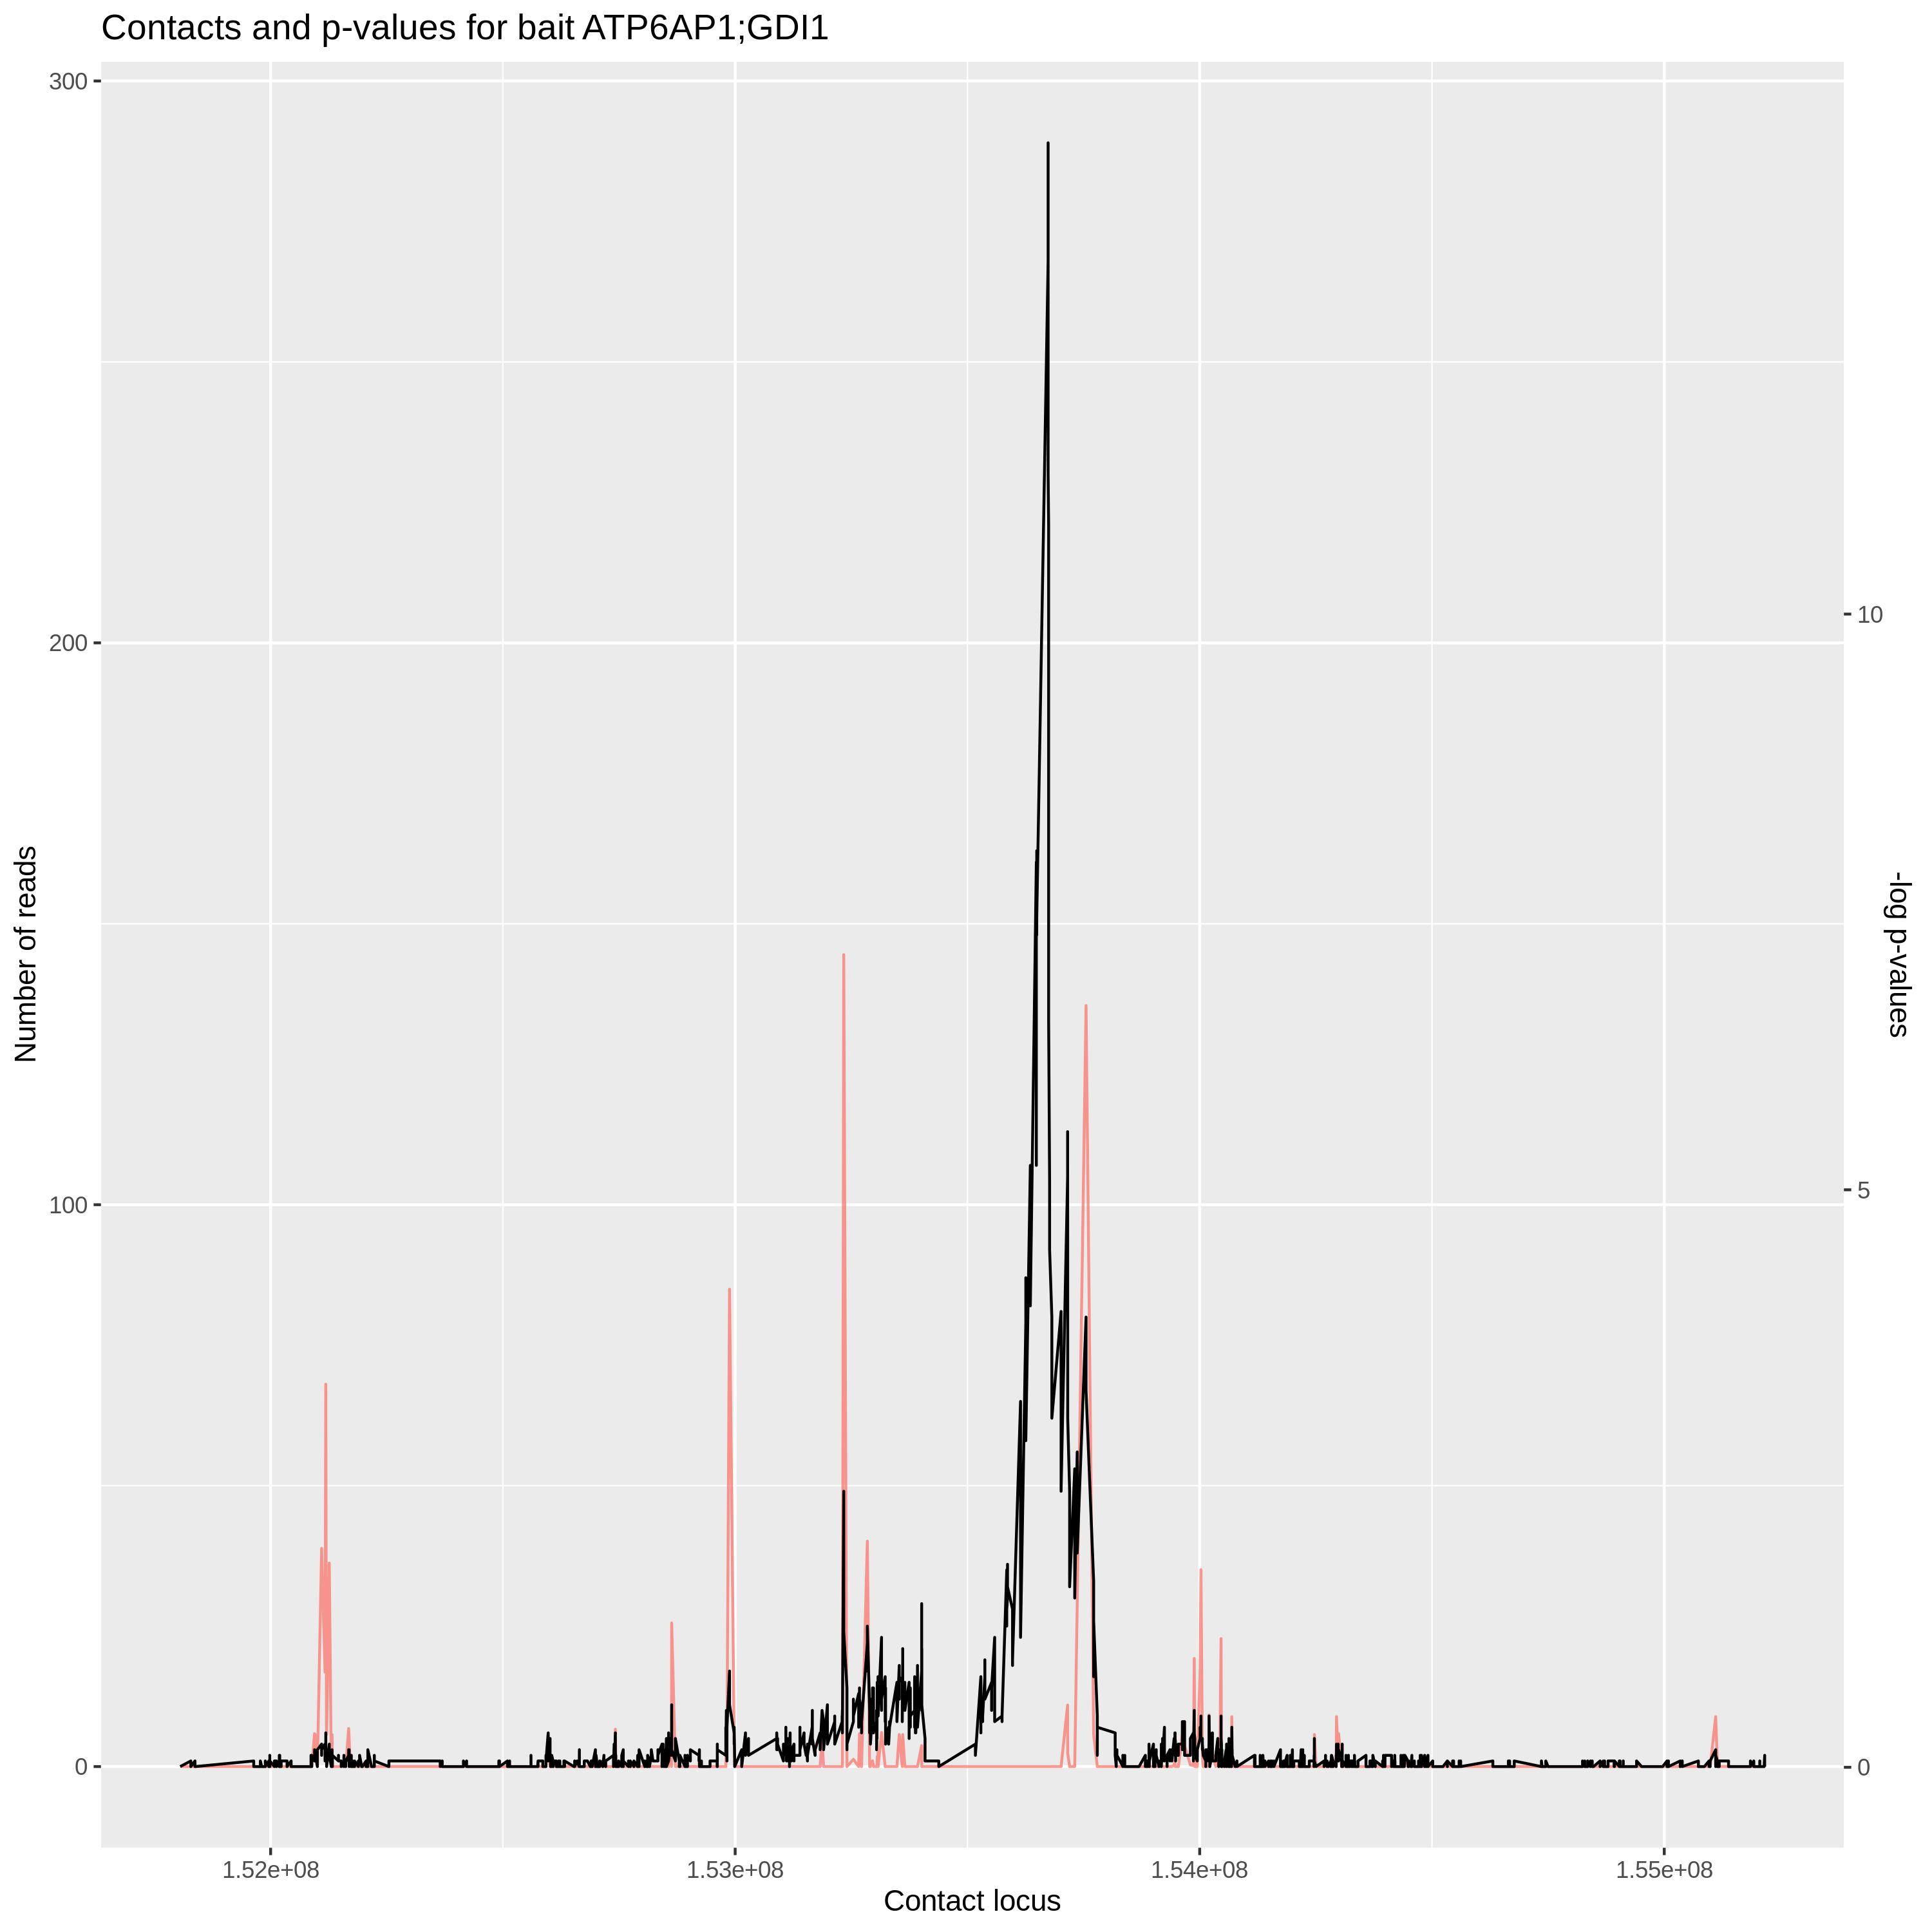 Contacts and p-values for bait ATP6AP1;GDI1
300
200
100
0
Number of reads
10
5
0
-log p-values
1.52e+08
1.53e+08
1.54e+08
1.55e+08
Contact locus